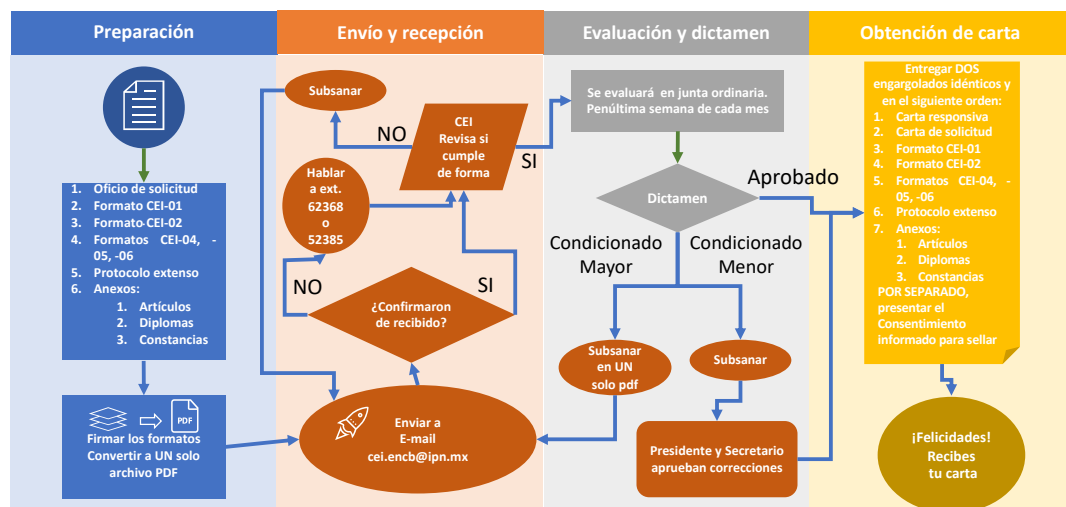 Preparación
1. Oficio de solicitud
2. Formato CEI-01
3. Formato CEI-02
4. Formatos CEI-04, -
05, -06
5. Protocolo extenso
6. Anexos:
1. Artículos
2. Diplomas
3. Constancias
PDF
Firmar los formatos
Convertir a UN solo
archivo PDF
Envío y recepción
Subsanar
NO
CEI
Revisa si
cumple
de forma
SI
Hablar
a ext.
62368
o
52385
NO
SI
¿Confirmaron
de recibido?
Enviar a
E-mail
cei.encb@ipn.mx
Evaluación y dictamen
Se evaluará en junta ordinaria.
Penúltima semana de cada mes
Dictamen
Aprobado
Condicionado
Mayor
Condicionado
Menor
Subsanar
en UN
solo pdf
Subsanar
Presidente y Secretario
aprueban correcciones
Obtención de carta
Entregar DOS
engargolados idénticos y
en el siguiente orden:
1. Carta responsiva
2. Carta de solicitud
3. Formato CEI-01
4. Formato CEI-02
5. Formatos CEI-04, -
05, -06
6. Protocolo extenso
7. Anexos:
1. Artículos
2. Diplomas
3. Constancias
POR SEPARADO,
presentar el
Consentimiento
informado para sellar
¡Felicidades!
Recibes
tu carta